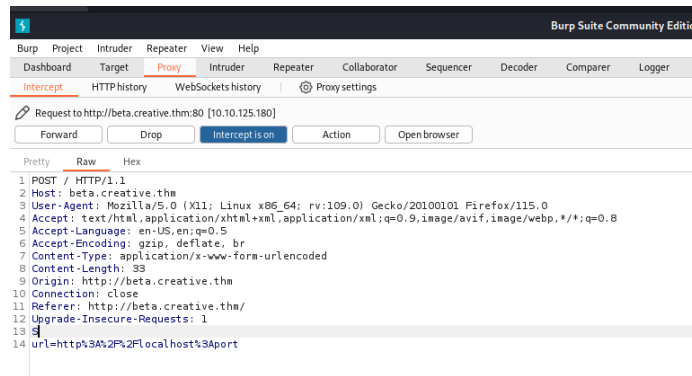 Burp Suite Community Editio
Burp Project Intruder Repeater View Help
Dashboard Target Proxy Intruder Repeater Collaborator Sequencer Decoder Comparer Logger
Intercept HTTP history WebSockets history Proxy settings
Request to http://beta.creative.thm:80 [10.10.125.180]
Forward Drop Intercept is on Action Open browser
Pretty Raw Hex
1 POST / HTTP/1.1
2 Host: beta.creative.thm
3 User-Agent: Mozilla/5.0 (X11; Linux x86_64; rv:109.0) Gecko/20100101 Firefox/115.0
4 Accept: text/html,application/xhtml+xml,application/xml;q=0.9,image/avif,image/webp,*/*;q=0.8
5 Accept-Language: en-US,en;q=0.5
6 Accept-Encoding: gzip, deflate, br
7 Content-Type: application/x-www-form-urlencoded
8 Content-Length: 33
9 Origin: http://beta.creative.thm
10 Connection: close
11 Referer: http://beta.creative.thm/
12 Upgrade-Insecure-Requests: 1
13 S
14 url=http%3A%2F%2Flocalhost%3Aport